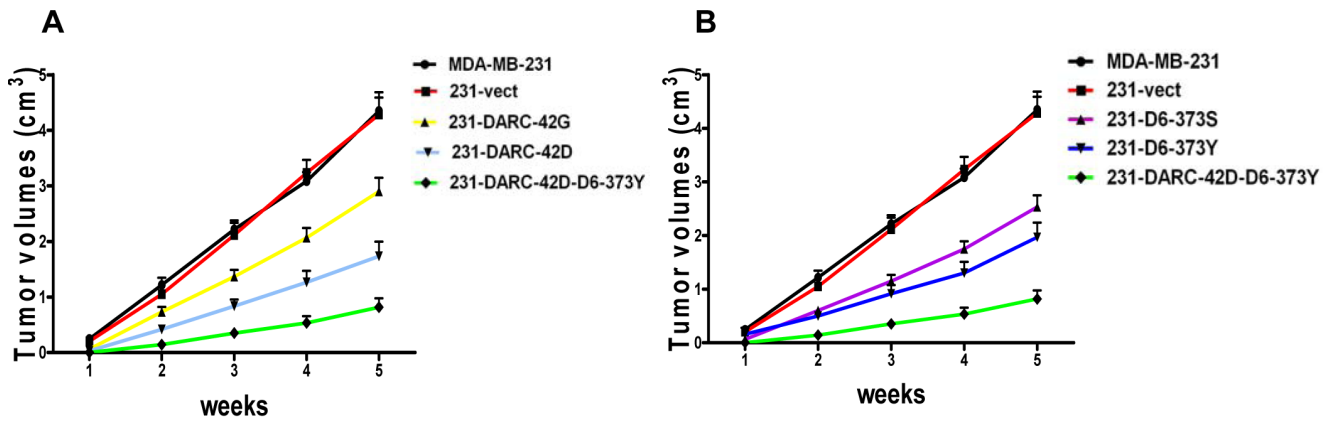 A
Tumor volumes (cm³)
5
4
3
2
1
0
1 2 3 4 5
weeks
MDA-MB-231
231-vect
231-DARC-42G
231-DARC-42D
231-DARC-42D-D6-373Y
B
Tumor volumes (cm³)
5
4
3
2
1
0
1 2 3 4 5
weeks
MDA-MB-231
231-vect
231-D6-373S
231-D6-373Y
231-DARC-42D-D6-373Y